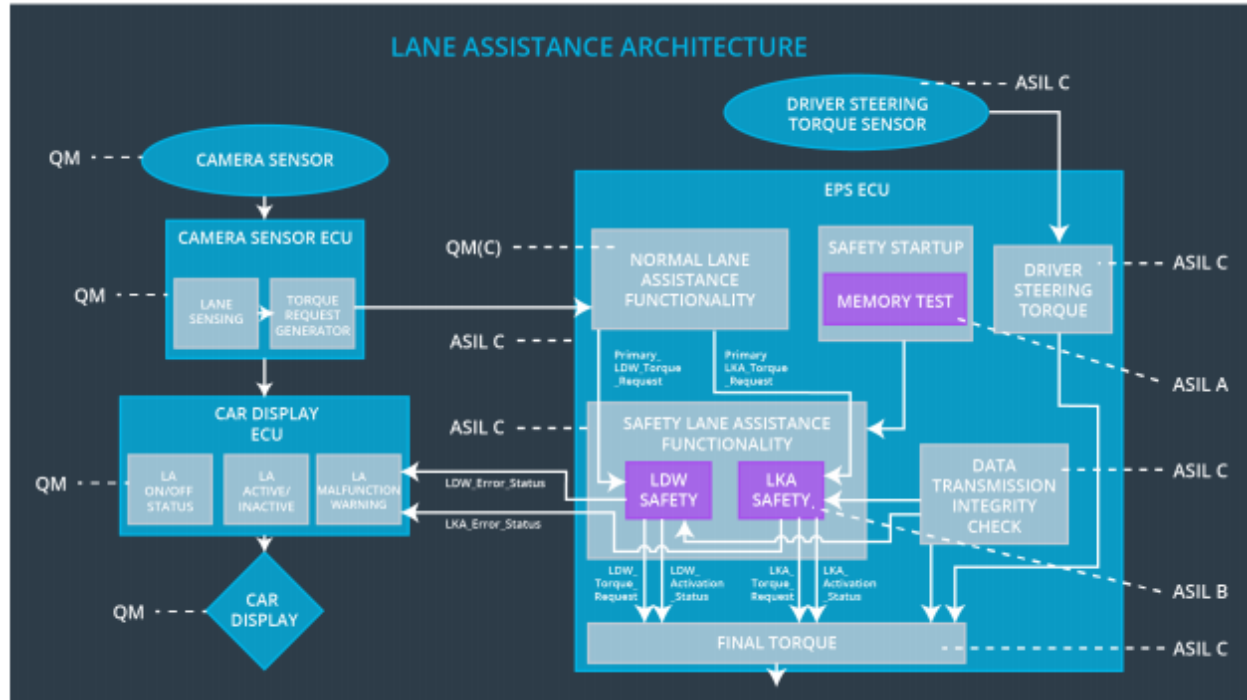 LANE ASSISTANCE ARCHITECTURE
ASIL C
DRIVER STEERING
TORQUE SENSOR
QM
CAMERA SENSOR
EPS ECU
CAMERA SENSOR ECU
QM
LANE
SENSING
TORQUE
REQUEST
GENERATOR
QM(C)
NORMAL LANE
ASSISTANCE
FUNCTIONALITY
SAFETY STARTUP
MEMORY TEST
DRIVER
STEERING
TORQUE
ASIL C
ASIL C
Primary_
LDW_Torque
_Request
Primary
LKA_Torque
_Request
ASIL A
CAR DISPLAY
ECU
QM
LA
ON/OFF
STATUS
LA
ACTIVE/
INACTIVE
LA
MALFUNCTION
WARNING
LDW_Error_Status
LKA_Error_Status
ASIL C
SAFETY LANE ASSISTANCE
FUNCTIONALITY
LDW
SAFETY
LKA
SAFETY
DATA
TRANSMISSION
INTEGRITY
CHECK
ASIL C
LDW_
Torque_
Request
LDW_
Activation
_Status
LKA_
Torque_
Request
LKA_
Activation
_Status
ASIL B
QM
CAR
DISPLAY
FINAL TORQUE
ASIL C